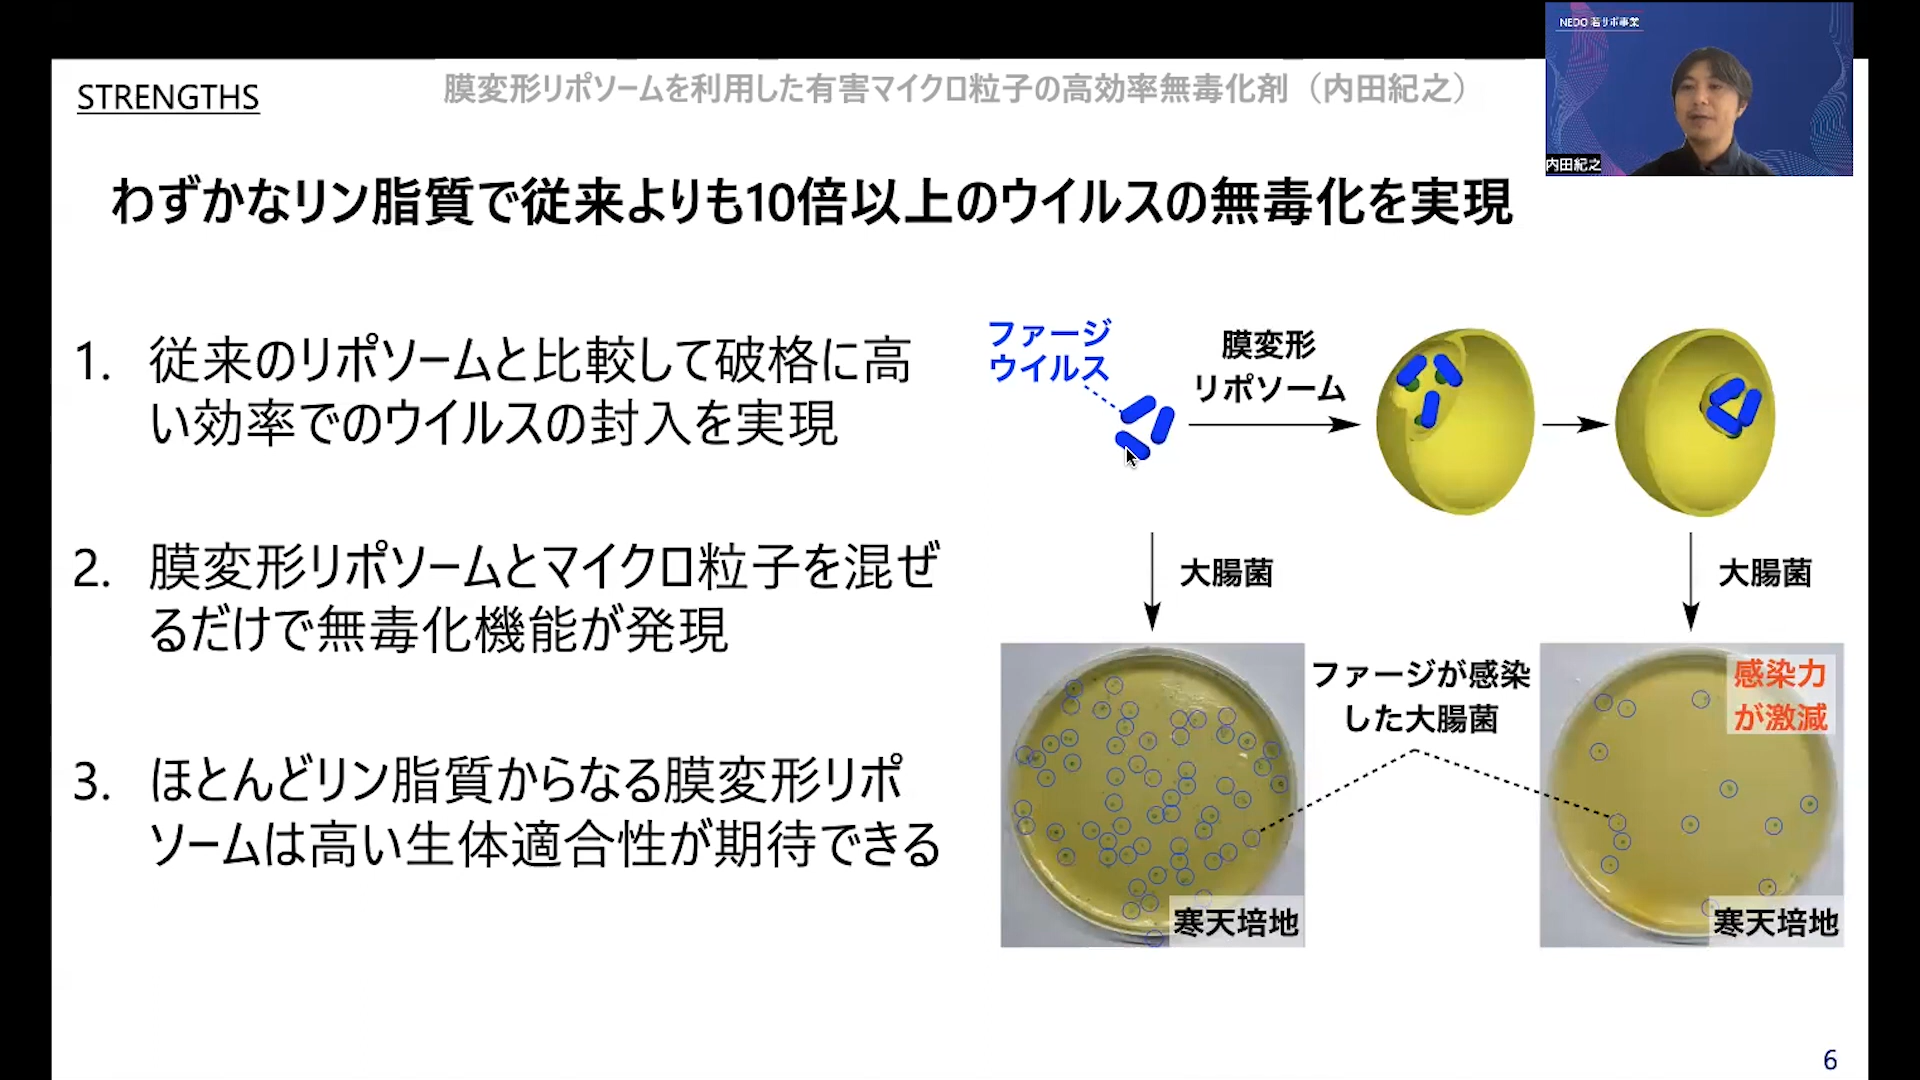 NEDO 若サポ事業
内田紀之
STRENGTHS
膜変形リポソームを利用した有害マイクロ粒子の高効率無毒化剤（内田紀之）
わずかなリン脂質で従来よりも10倍以上のウイルスの無毒化を実現
1. 従来のリポソームと比較して破格に高
い効率でのウイルスの封入を実現
2. 膜変形リポソームとマイクロ粒子を混ぜ
るだけで無毒化機能が発現
3. ほとんどリン脂質からなる膜変形リポ
ソームは高い生体適合性が期待できる
ファージ
ウイルス
膜変形
リポソーム
大腸菌
大腸菌
ファージが感染
した大腸菌
感染力
が激減
寒天培地
寒天培地
6